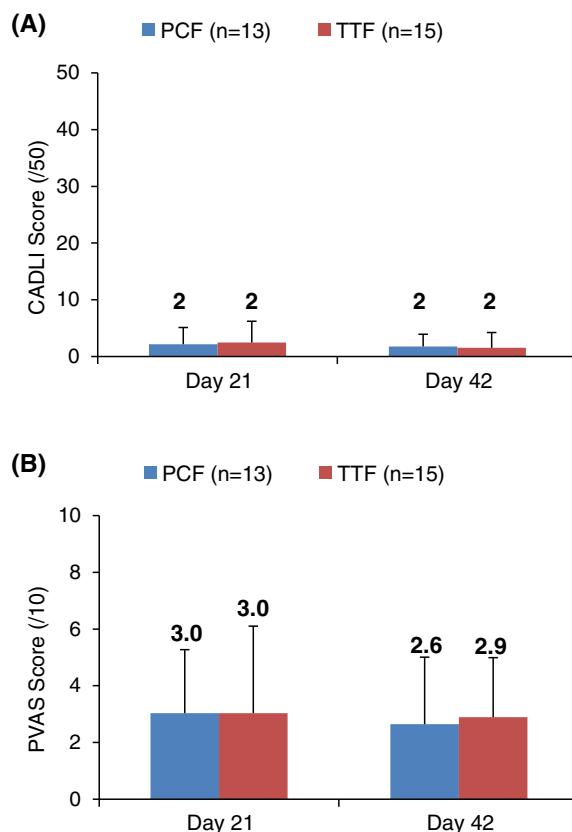 (A)
PCF (n=13) TTF (n=15)
CADLI Score (/50)
50
40
30
20
10
0
2 2 2 2
Day 21 Day 42
(B)
PCF (n=13) TTF (n=15)
PVAS Score (/10)
10
8
6
4
2
0
3.0 3.0 2.6 2.9
Day 21 Day 42